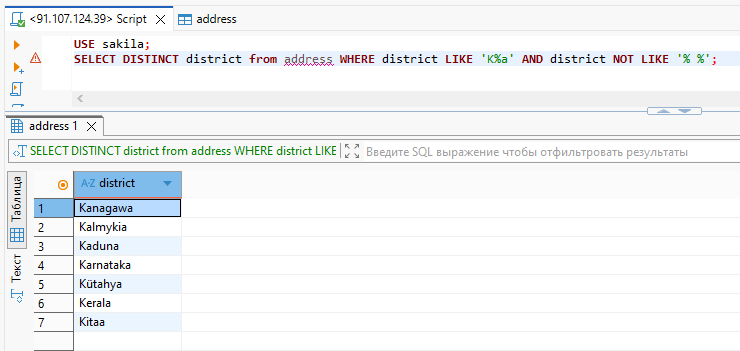 <91.107.124.39> Script
address
USE sakila;
SELECT DISTINCT district from address WHERE district LIKE 'K%a' AND district NOT LIKE '% %';
address 1
SELECT DISTINCT district from address WHERE district LIKE
Введите SQL выражение чтобы отфильтровать результаты
Таблица
Текст
A-Z district
1 Kanagawa
2 Kalmykia
3 Kaduna
4 Karnataka
5 Kütahya
6 Kerala
7 Kitaa